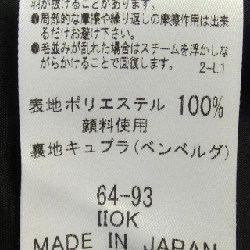 羽が抜けることがあります。
●局部的な摩擦や繰り返しの摩擦作用は出来
るだけお避け下さい。
●毛並みが乱れた場合はスチームを浮かしな
がらかけることで回復します。
2-L1
表地ポリエステル 100%
顔料使用
裏地キュプラ(ベンベルグ)
64-93
IIOK
MADE IN JAPAN